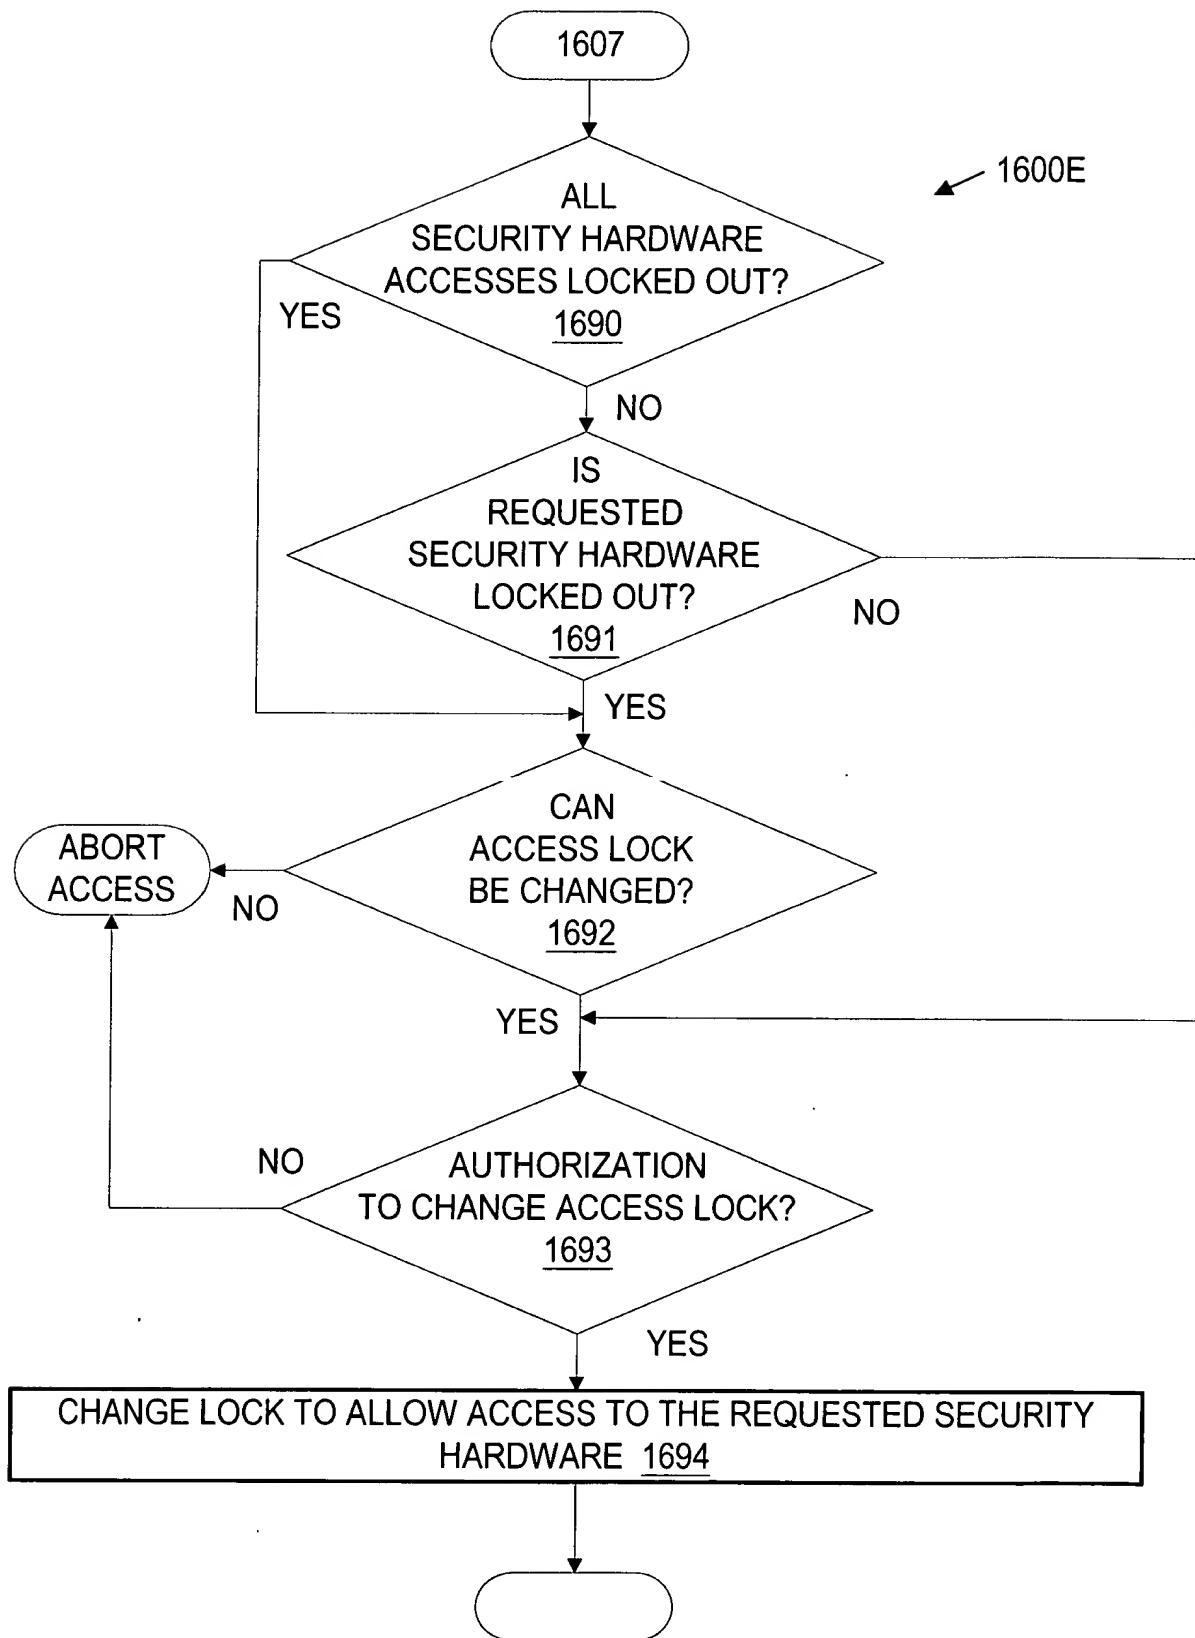 1607
1600E
ALL
SECURITY HARDWARE
ACCESSES LOCKED OUT?
1690
YES
NO
IS
REQUESTED
SECURITY HARDWARE
LOCKED OUT?
1691
NO
YES
CAN
ACCESS LOCK
BE CHANGED?
1692
ABORT
ACCESS
NO
YES
NO
AUTHORIZATION
TO CHANGE ACCESS LOCK?
1693
YES
CHANGE LOCK TO ALLOW ACCESS TO THE REQUESTED SECURITY
HARDWARE 1694